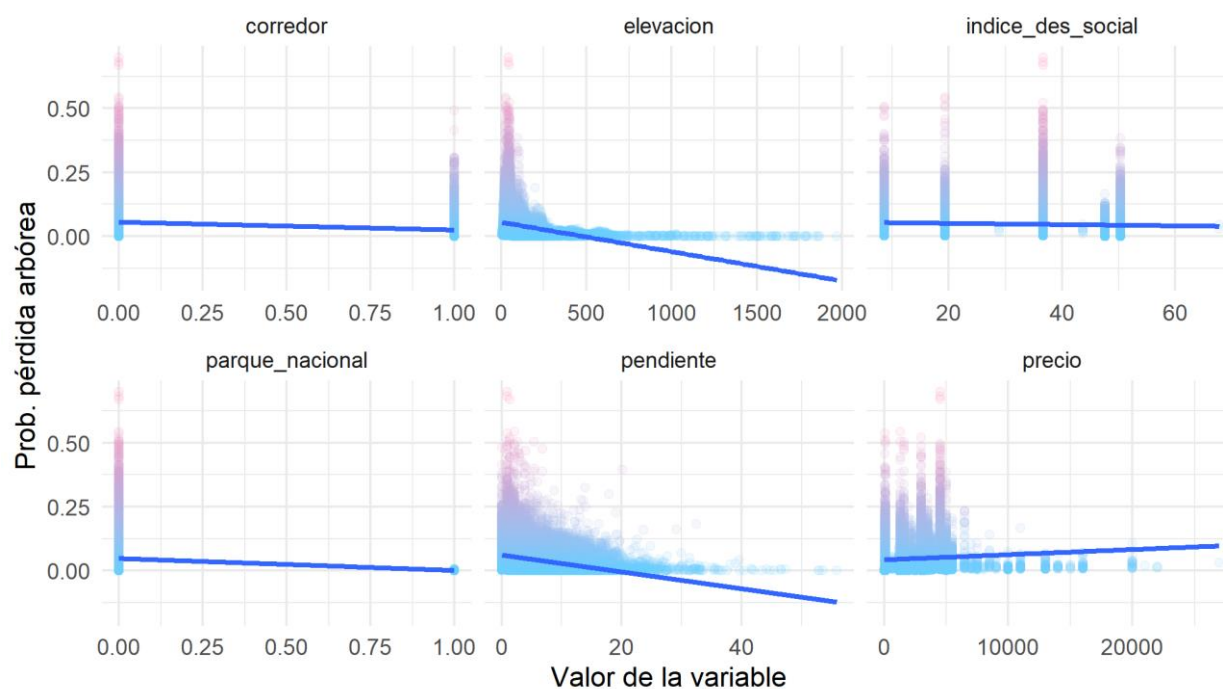 corredor
elevacion
indice_des_social
0.50
0.25
0.00
0.00 0.25 0.50 0.75 1.00
0 500 1000 1500 2000
20 40 60
parque_nacional
pendiente
precio
0.50
0.25
0.00
0.00 0.25 0.50 0.75 1.00
0 20 40
0 10000 20000
Prob. pérdida arbórea
Valor de la variable